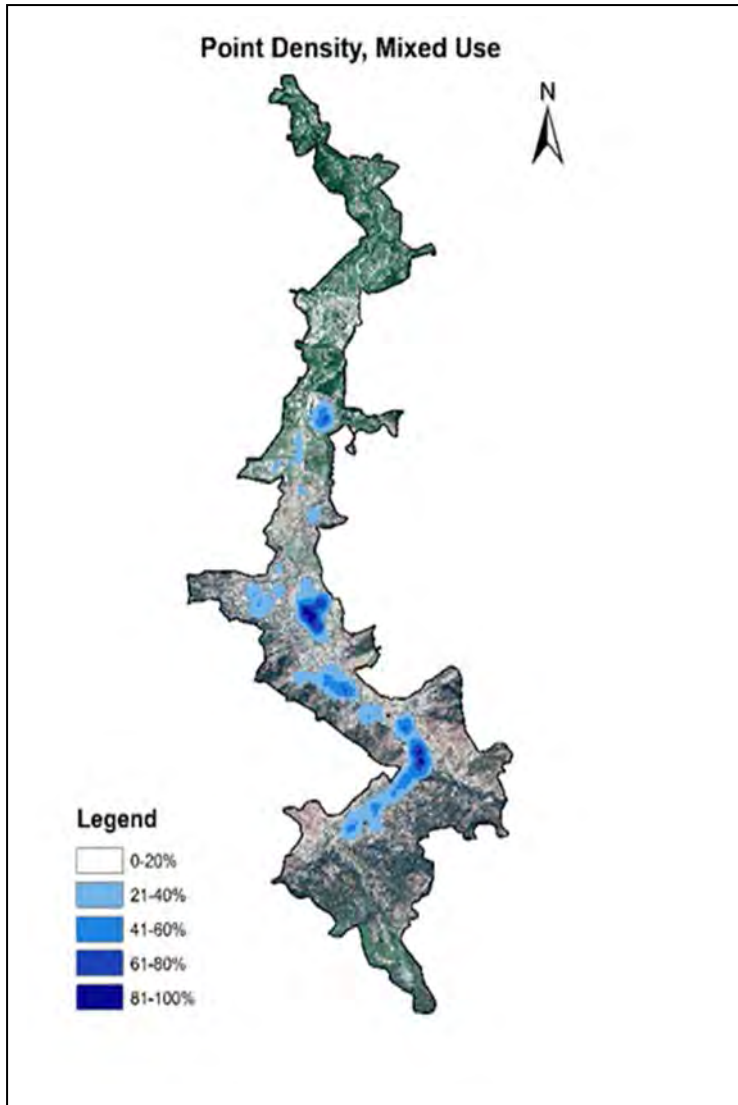 Point Density, Mixed Use
N
Legend
0-20%
21-40%
41-60%
61-80%
81-100%